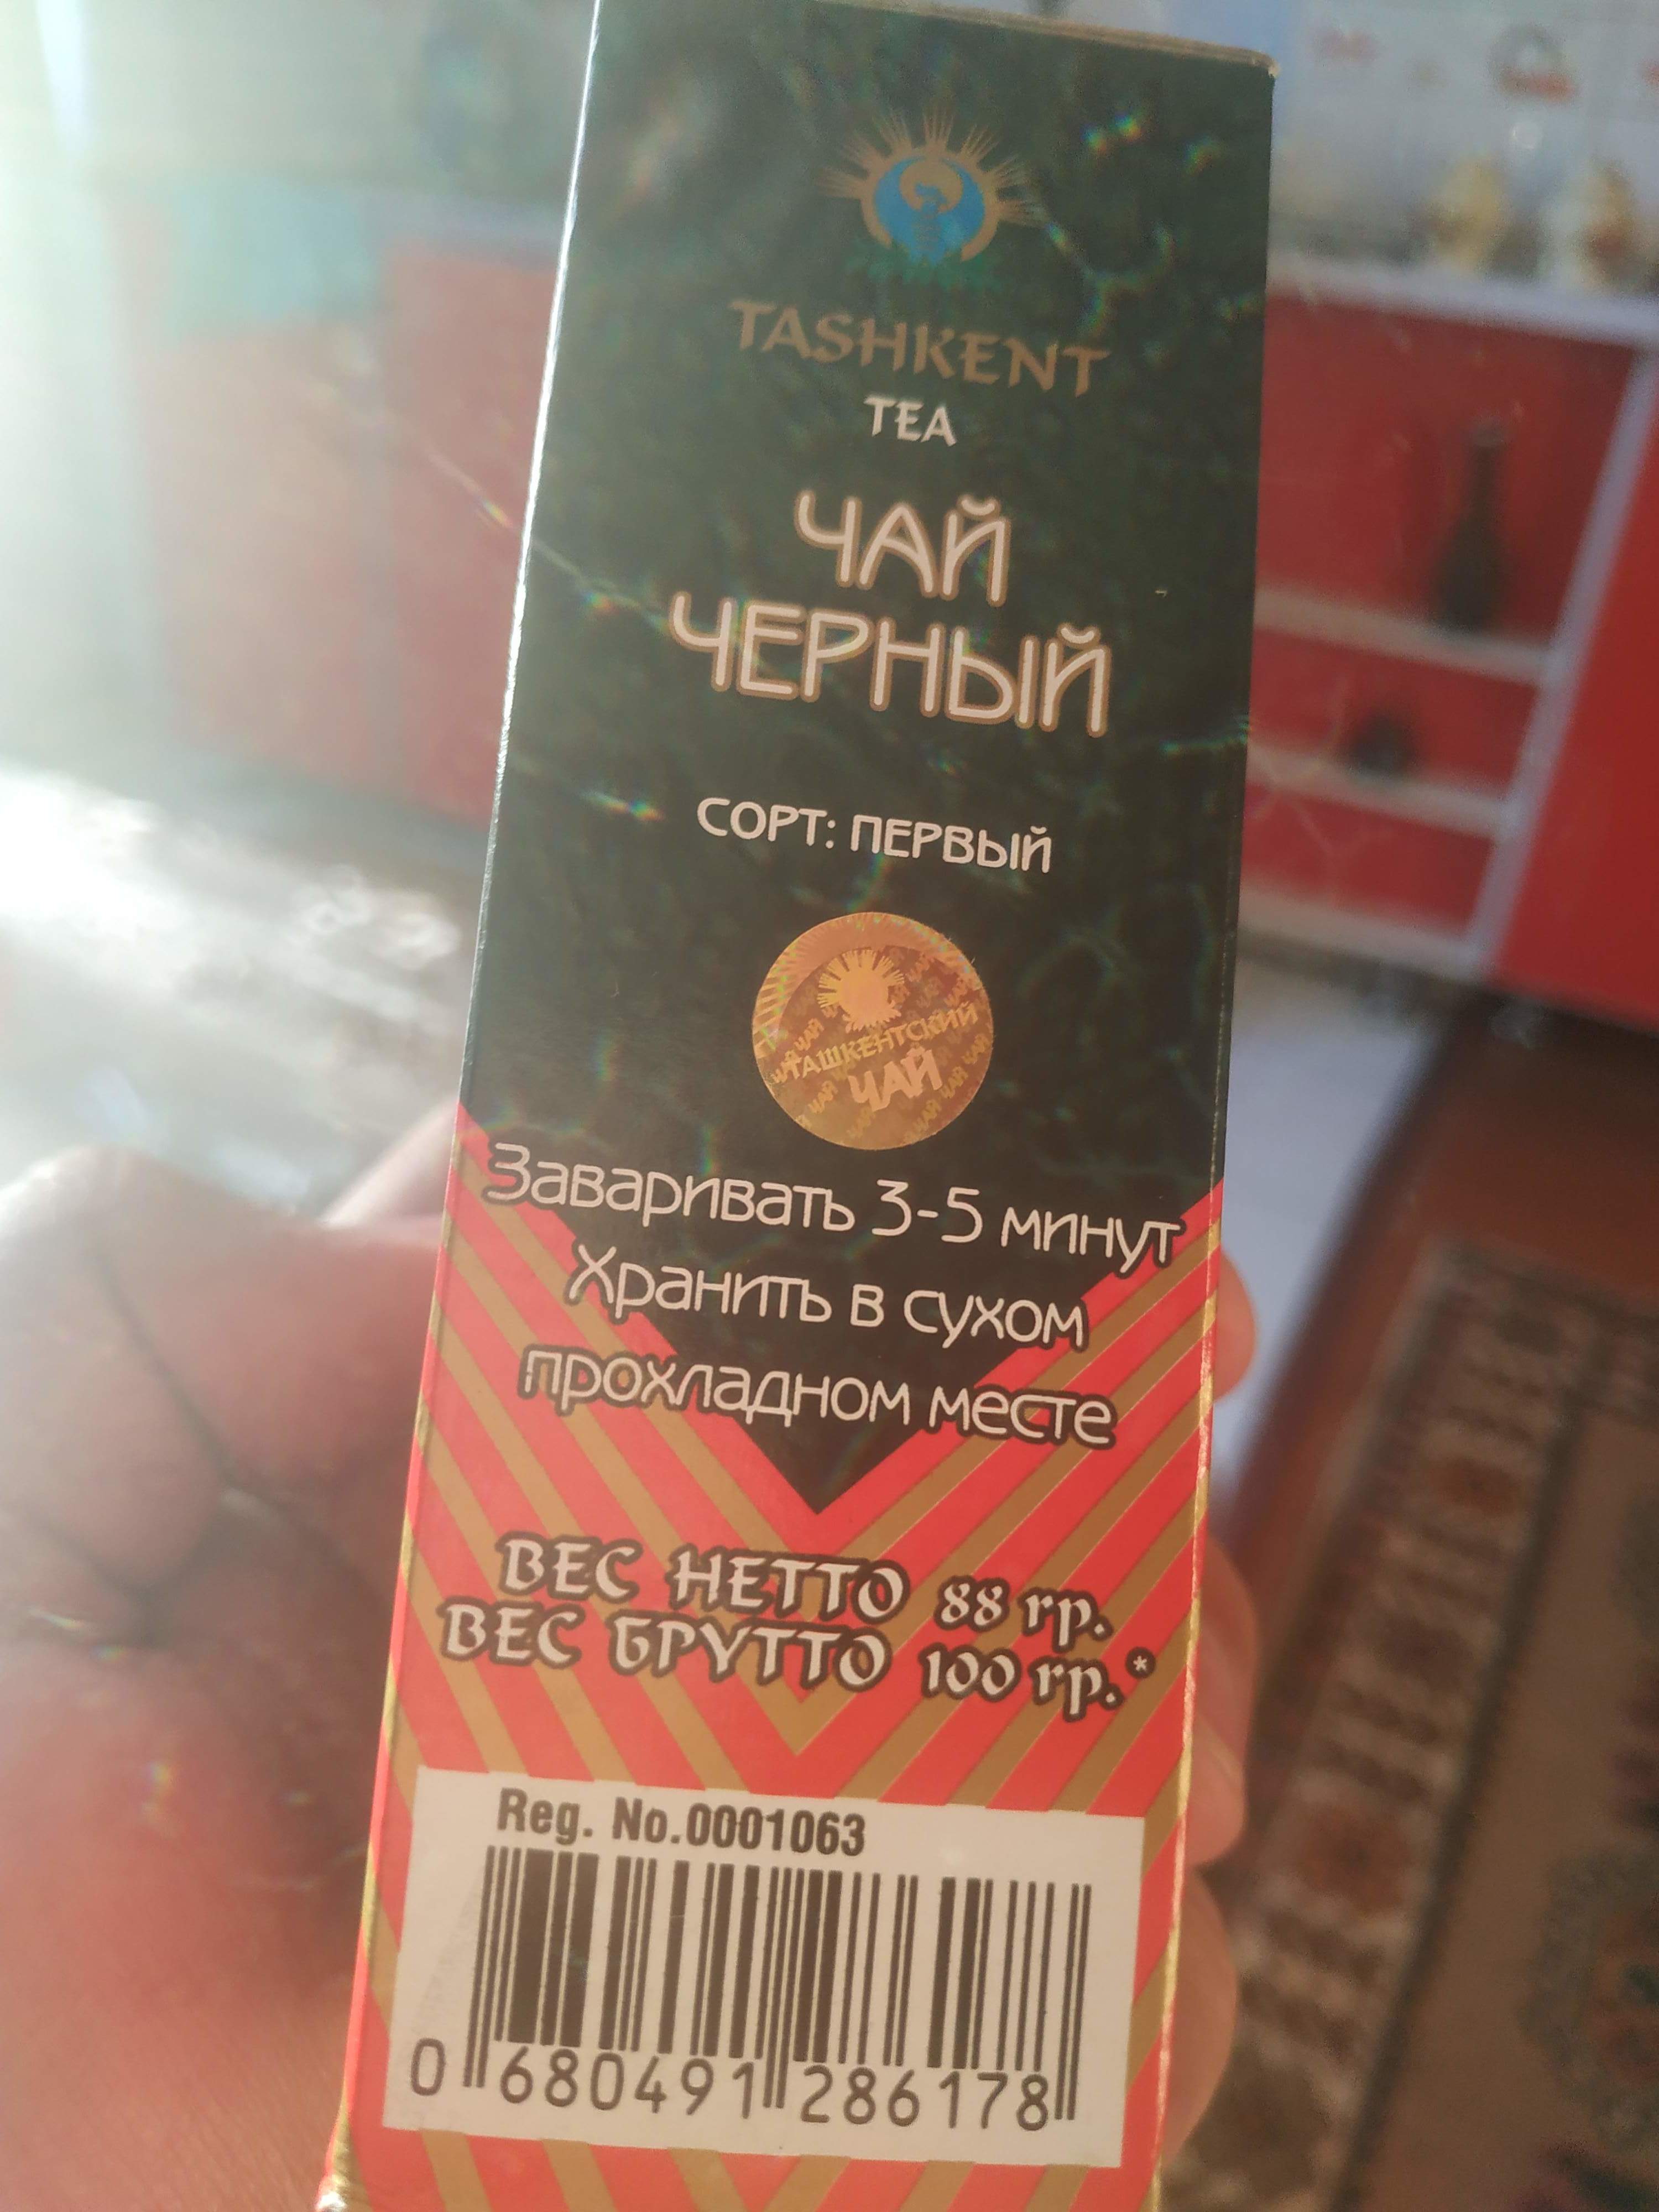 TASHKENT
TEA
ЧАЙ
ЧЕРНЫЙ
СОРТ: ПЕРВЫЙ
ТАШКЕНТСКИЙ
ЧАЙ
Заваривать 3-5 минут
Хранить в сухом
прохладном месте
ВЕС НЕТТО 88 гр.
ВЕС БРУТТО 100 гр.*
Reg. No.0001063
0 680491 286178